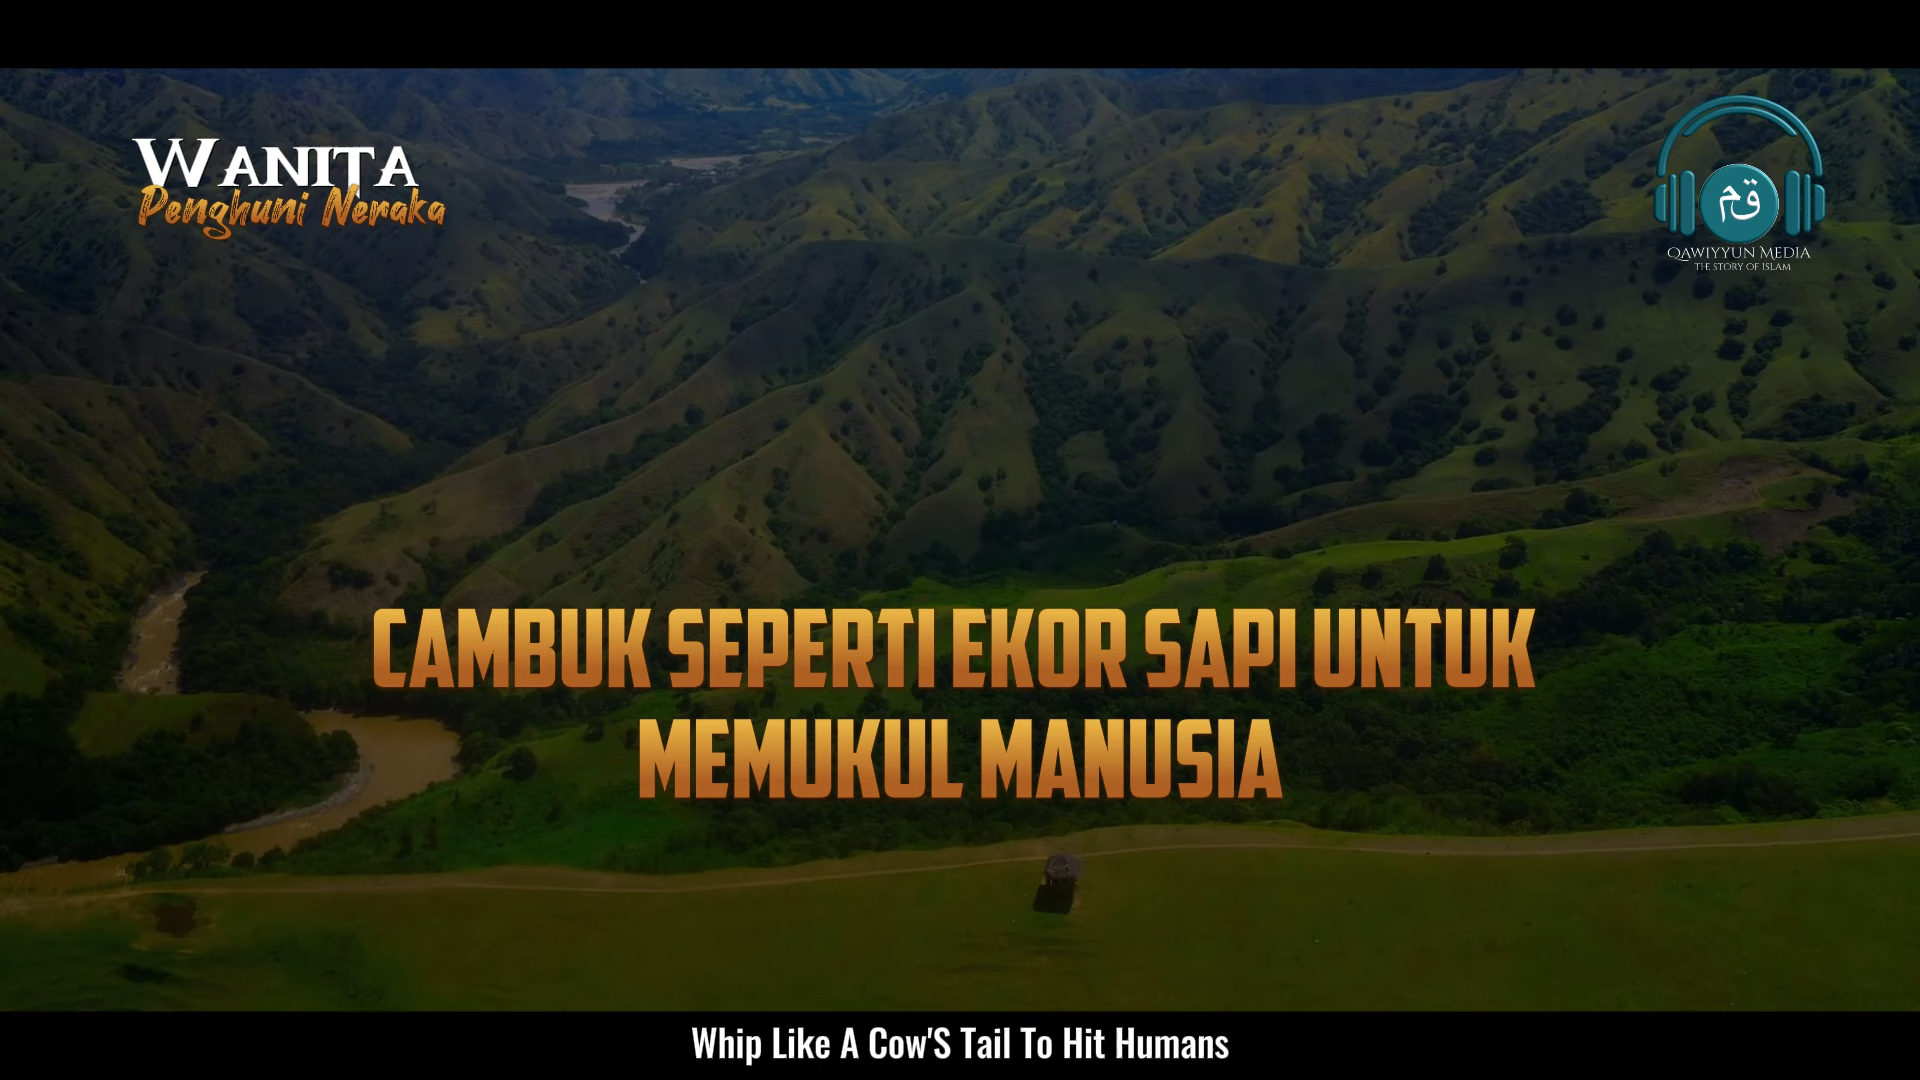 WANITA
Penghuni Neraka
قم
QAWIYYUN MEDIA
THE STORY OF ISLAM
CAMBUK SEPERTI EKOR SAPI UNTUK
MEMUKUL MANUSIA
Whip Like A Cow'S Tail To Hit Humans